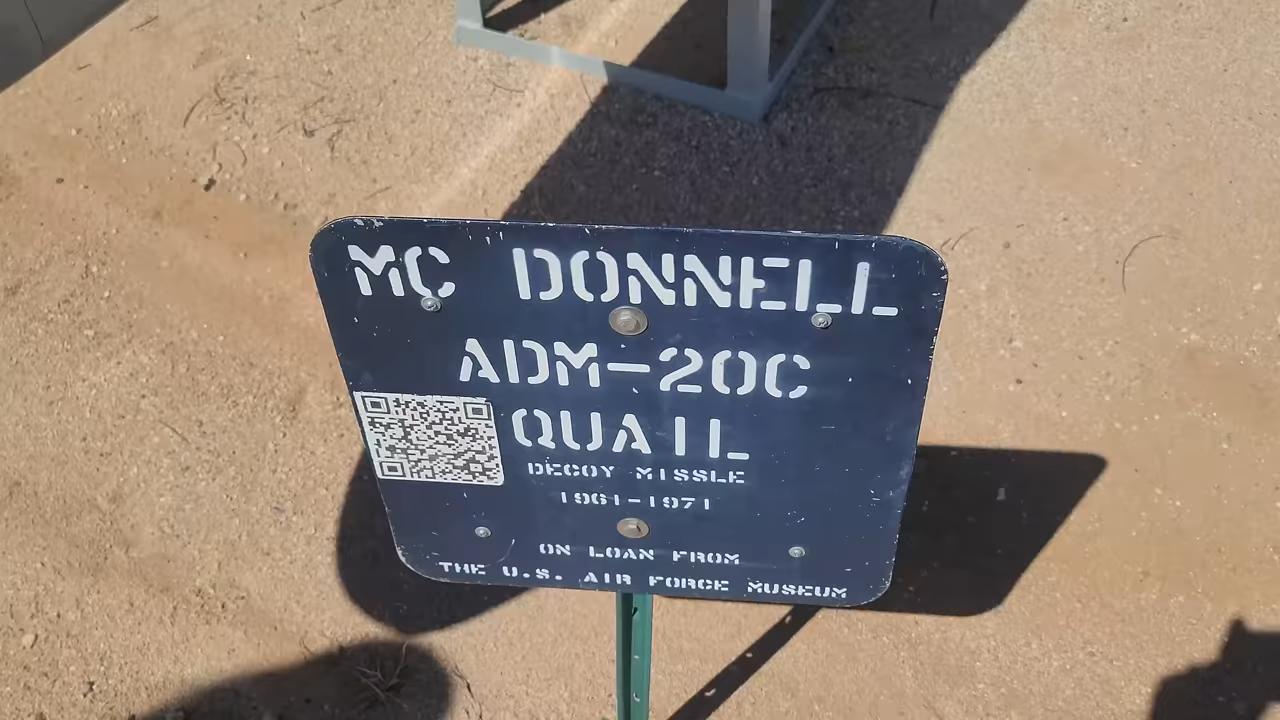 MC DONNELL
ADM-20C
QUAIL
DECOY MISSLE
1961-1971
ON LOAN FROM
THE U.S. AIR FORCE MUSEUM